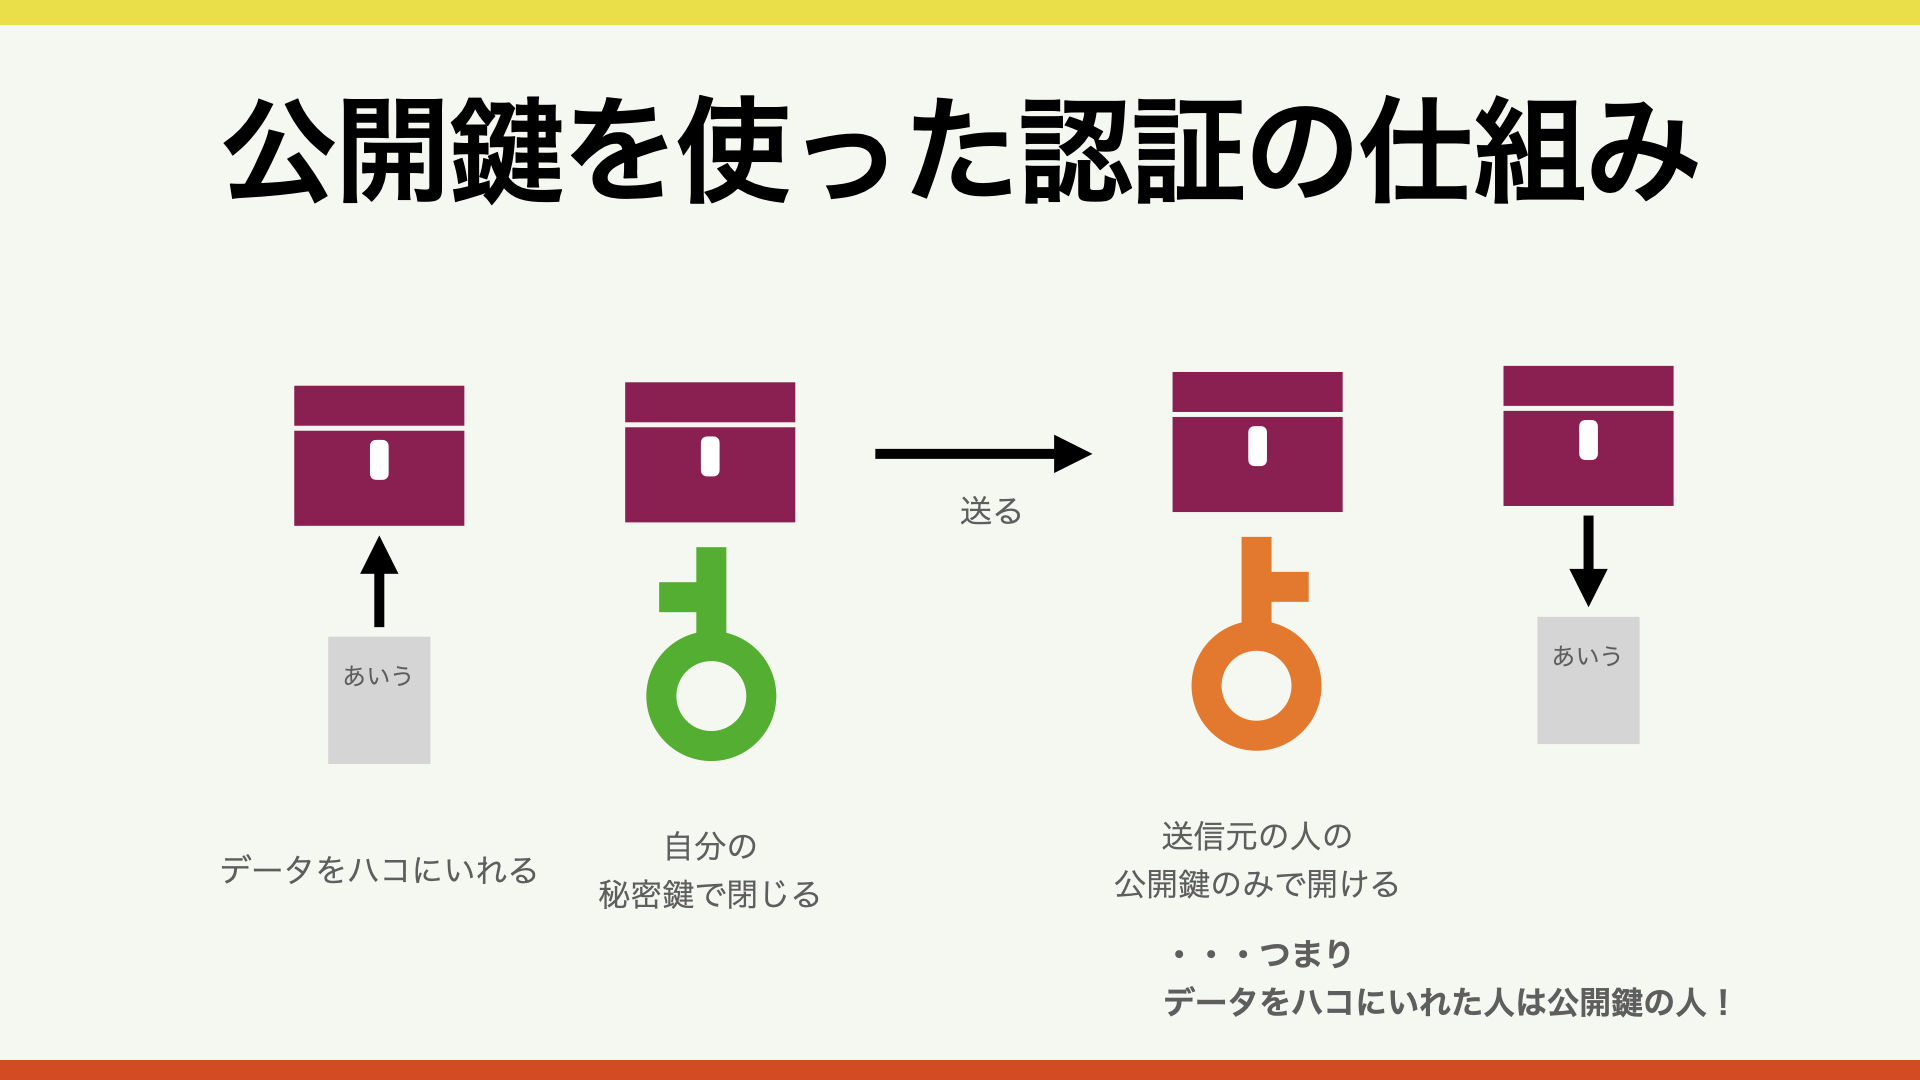 公開鍵を使った認証の仕組み
送る
あいう
あいう
データをハコにいれる
自分の
秘密鍵で閉じる
送信元の人の
公開鍵のみで開ける
・・・つまり
データをハコにいれた人は公開鍵の人！